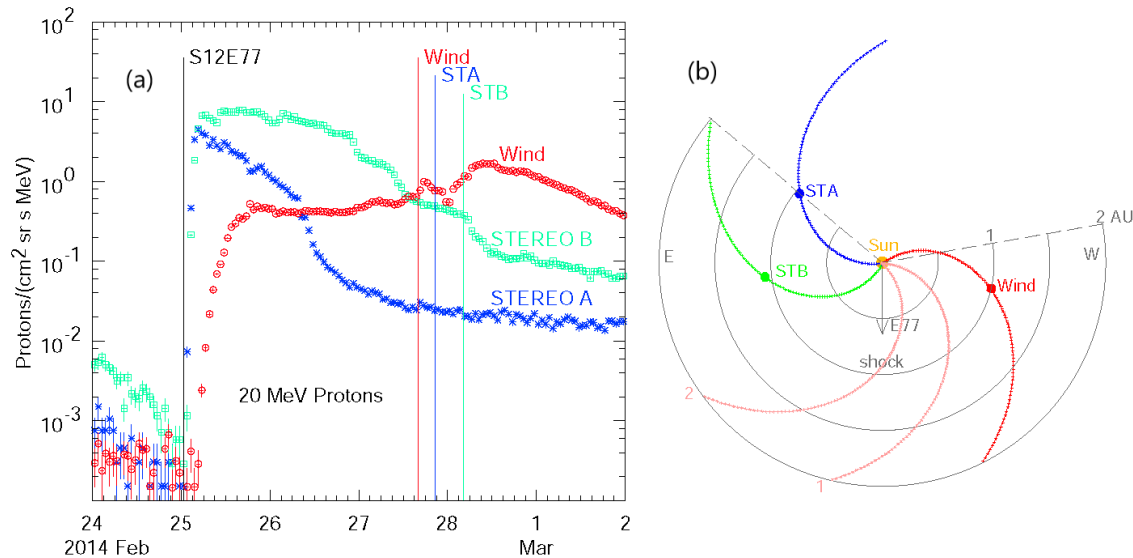 (a)
S12E77
Wind
STA
STB
Protons/(cm² sr s MeV)
10²
10¹
10⁰
10⁻¹
10⁻²
10⁻³
Wind
STEREO B
STEREO A
20 MeV Protons
24 25 26 27 28 1 2
2014 Feb Mar
(b)
STA
2 AU
1
Sun
E
W
STB
Wind
E77
shock
2
1